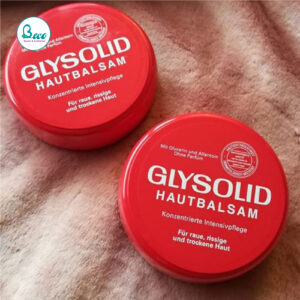 Beco
GLYSOLID
HAUTBALSAM
Konzentrierte Intensivpflege
Für raue, rissige
und trockene Haut
Mit Glycerin und Allantoin
Ohne Parfum
GLYSOLID
HAUTBALSAM
Konzentrierte Intensivpflege
Für raue, rissige
und trockene Haut